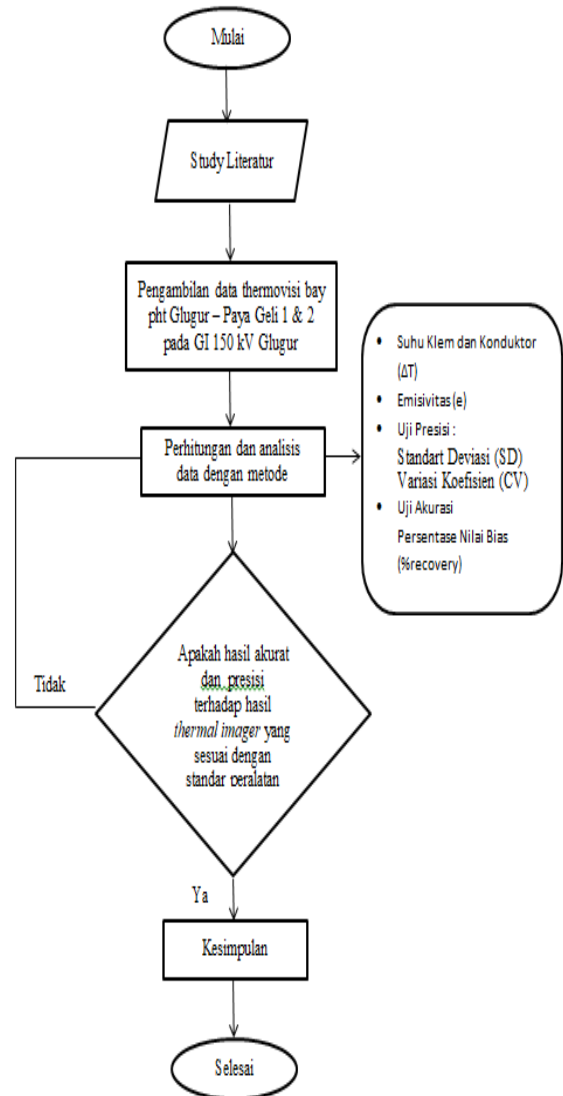 Mulai
Study Literatur
Pengambilan data thermovisi bay
pht Glugur – Paya Geli 1 & 2
pada GI 150 kV Glugur
Perhitungan dan analisis
data dengan metode
• Suhu Klem dan Konduktor
(ΔT)
• Emisivitas (e)
• Uji Presisi :
Standart Deviasi (SD)
Variasi Koefisien (CV)
• Uji Akurasi
Persentase Nilai Bias
(%recovery)
Apakah hasil akurat
dan presisi
terhadap hasil
thermal imager yang
sesuai dengan
standar peralatan
Tidak
Ya
Kesimpulan
Selesai